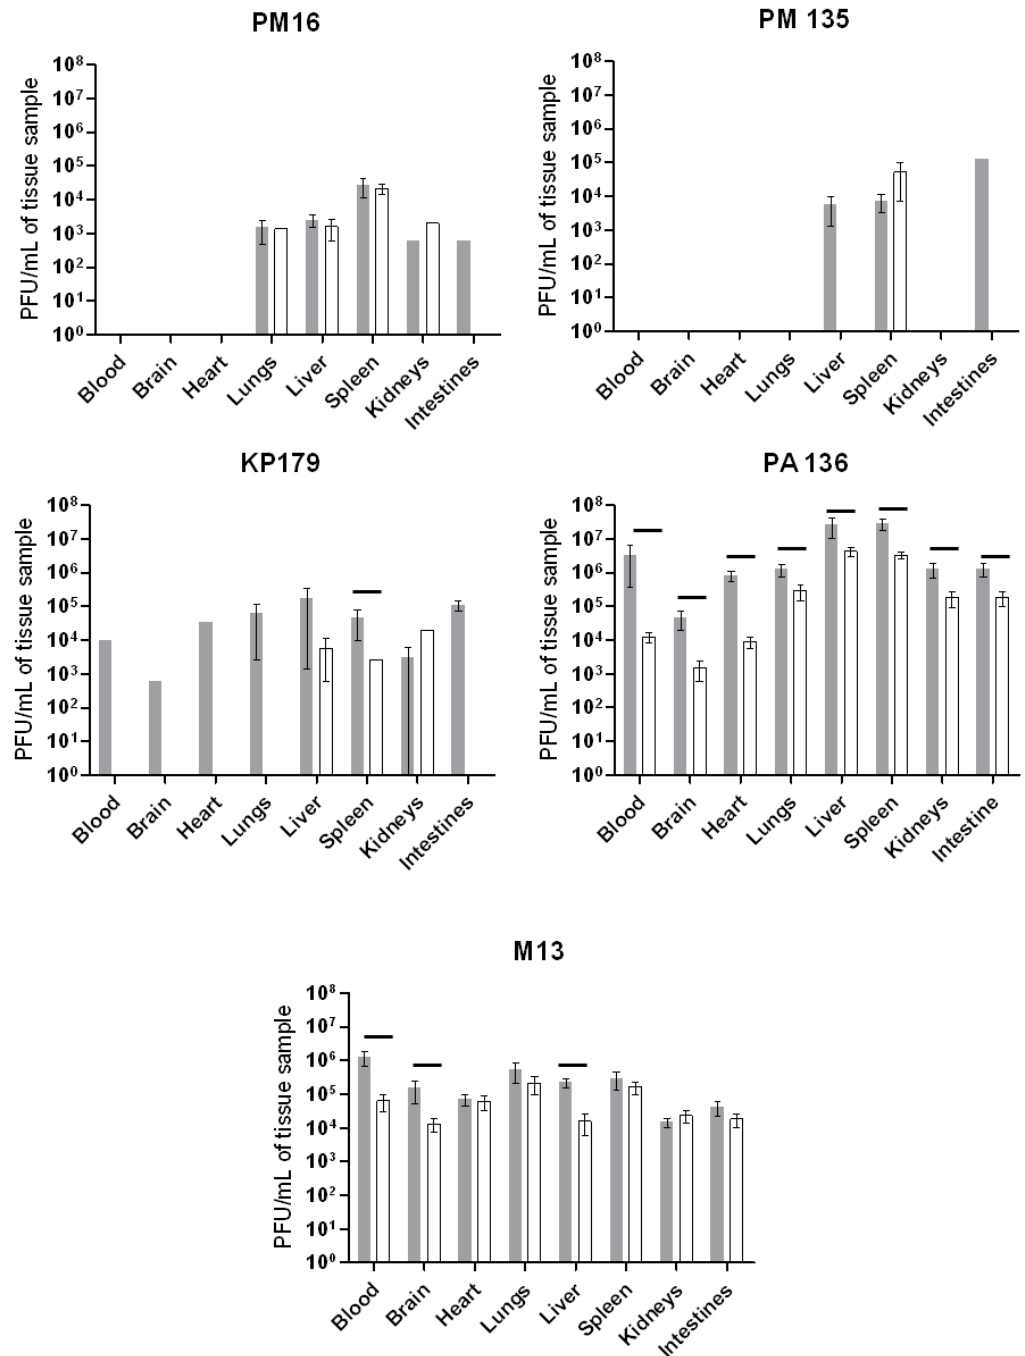 PM16
PFU/mL of tissue sample
10⁸
10⁷
10⁶
10⁵
10⁴
10³
10²
10¹
10⁰
Blood
Brain
Heart
Lungs
Liver
Spleen
Kidneys
Intestines
PM 135
PFU/mL of tissue sample
10⁸
10⁷
10⁶
10⁵
10⁴
10³
10²
10¹
10⁰
Blood
Brain
Heart
Lungs
Liver
Spleen
Kidneys
Intestines
KP179
PFU/mL of tissue sample
10⁸
10⁷
10⁶
10⁵
10⁴
10³
10²
10¹
10⁰
Blood
Brain
Heart
Lungs
Liver
Spleen
Kidneys
Intestines
PA 136
PFU/mL of tissue sample
10⁸
10⁷
10⁶
10⁵
10⁴
10³
10²
10¹
10⁰
Blood
Brain
Heart
Lungs
Liver
Spleen
Kidneys
Intestine
M13
PFU/mL of tissue sample
10⁸
10⁷
10⁶
10⁵
10⁴
10³
10²
10¹
10⁰
Blood
Brain
Heart
Lungs
Liver
Spleen
Kidneys
Intestines